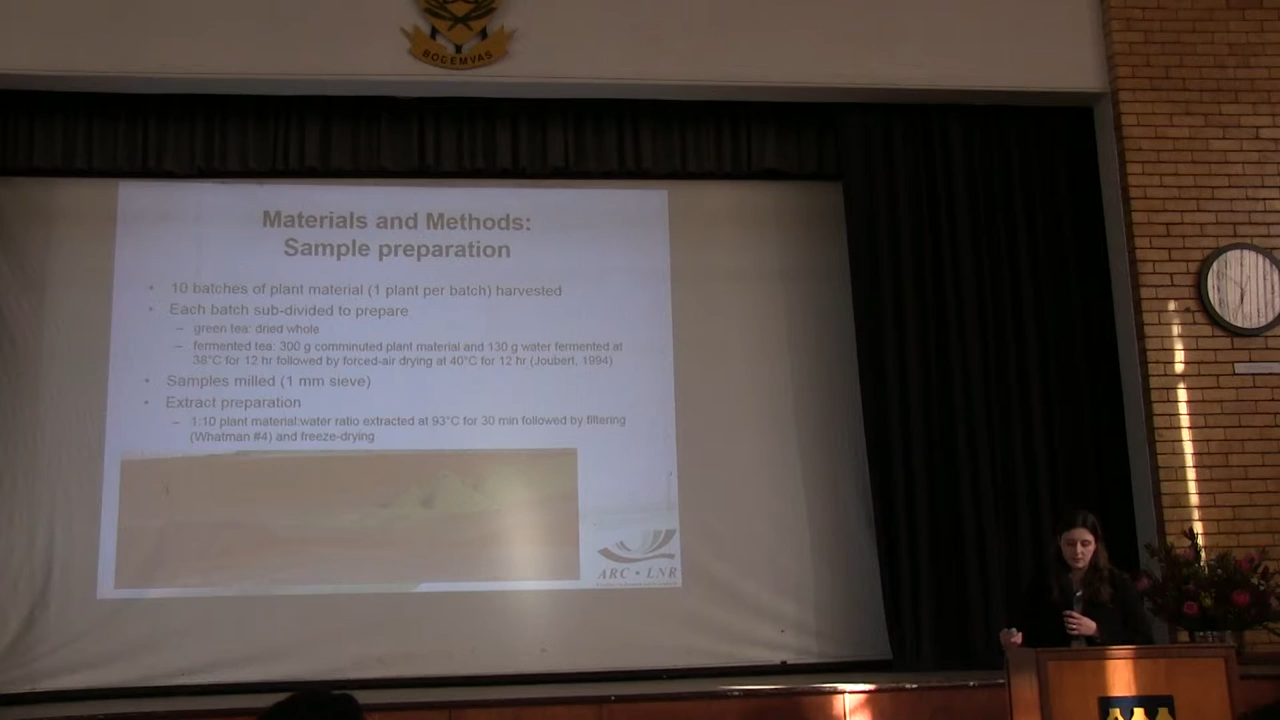 BOGEMVAS
Materials and Methods:
Sample preparation
• 10 batches of plant material (1 plant per batch) harvested
• Each batch sub-divided to prepare
– green tea: dried whole
– fermented tea: 300 g comminuted plant material and 130 g water fermented at
38°C for 12 hr followed by forced-air drying at 40°C for 12 hr (Joubert, 1994)
• Samples milled (1 mm sieve)
• Extract preparation
– 1:10 plant material:water ratio extracted at 93°C for 30 min followed by filtering
(Whatman #4) and freeze-drying
ARC • LNR